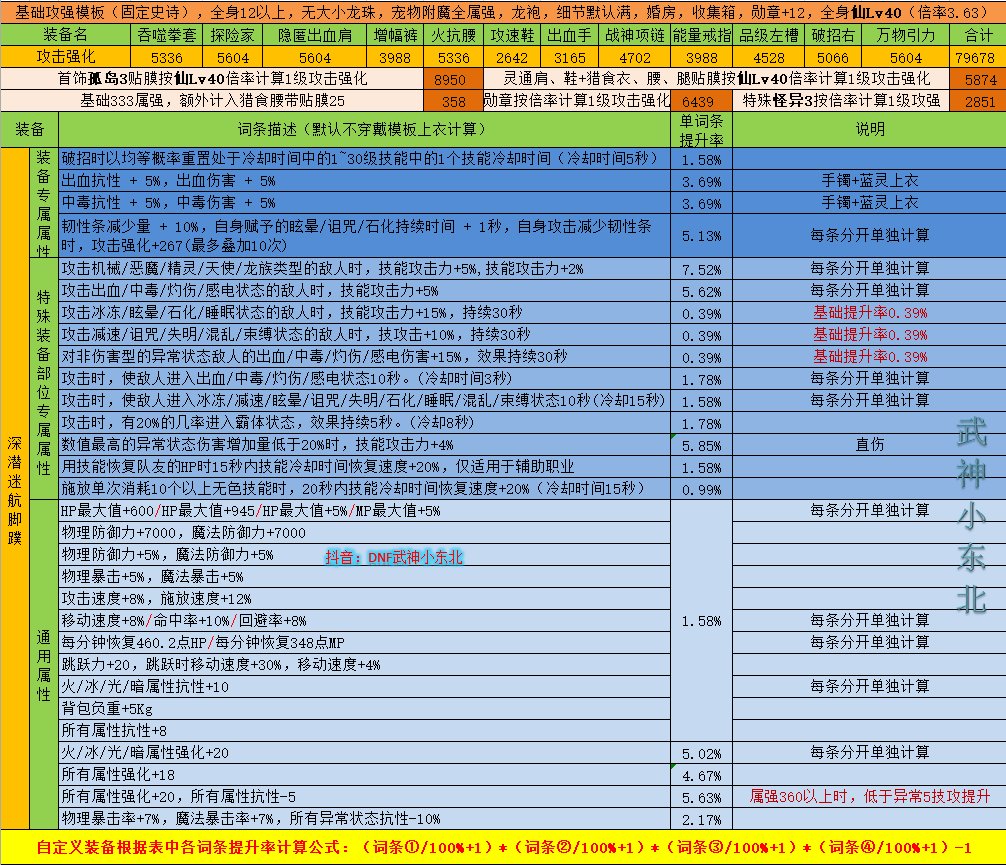 基础攻强模板（固定史诗），全身12以上，无大小龙珠，宠物附魔全属强，龙袍，细节默认满，婚房，收集箱，勋章+12，全身仙Lv40（倍率3.63）
装备名 吞噬拳套 探险家 隐匿出血肩 增幅裤 火抗腰 攻速鞋 出血手 战神项链 能量戒指 品级左槽 破招右 万物引力 合计
攻击强化 5336 5604 5604 3988 5336 2642 3165 4702 3988 4528 5066 5604 79678
首饰孤岛3贴膜按仙Lv40倍率计算1级攻击强化 8950 灵通肩、鞋+猎食衣、腰、腿贴膜按仙Lv40倍率计算1级攻击强化 5874
基础333属强，额外计入猎食腰带贴膜25 358 勋章按倍率计算1级攻击强化 6439 特殊怪异3按倍率计算1级攻强 2851
装备 词条描述（默认不穿戴模板上衣计算） 单词条提升率 说明
深潜迷航脚蹼
装备专属属性
破招时以均等概率重置处于冷却时间中的1~30级技能中的1个技能冷却时间（冷却时间5秒） 1.58%
出血抗性 + 5%，出血伤害 + 5% 3.69% 手镯+蓝灵上衣
中毒抗性 + 5%，中毒伤害 + 5% 3.69% 手镯+蓝灵上衣
韧性条减少量 + 10%，自身赋予的眩晕/诅咒/石化持续时间 + 1秒，自身攻击减少韧性条
时，攻击强化+267(最多叠加10次) 5.13% 每条分开单独计算
特殊装备部位专属属性
攻击机械/恶魔/精灵/天使/龙族类型的敌人时，技能攻击力+5%,技能攻击力+2% 7.52% 每条分开单独计算
攻击出血/中毒/灼伤/感电状态的敌人时，技能攻击力+5% 5.62% 每条分开单独计算
攻击冰冻/眩晕/石化/睡眠状态的敌人时，技能攻击力+15%，持续30秒 0.39% 基础提升率0.39%
攻击减速/诅咒/失明/混乱/束缚状态的敌人时，技攻击+10%，持续30秒 0.39% 基础提升率0.39%
对非伤害型的异常状态敌人的出血/中毒/灼伤/感电伤害+15%，效果持续30秒 0.39% 基础提升率0.39%
攻击时，使敌人进入出血/中毒/灼伤/感电状态10秒。(冷却时间3秒) 1.78% 每条分开单独计算
攻击时，使敌人进入冰冻/减速/眩晕/诅咒/失明/石化/睡眠/混乱/束缚状态10秒(冷却15秒) 1.58% 每条分开单独计算
攻击时，有20%的几率进入霸体状态，效果持续5秒。(冷却8秒) 1.78%
数值最高的异常状态伤害增加量低于20%时，技能攻击力+4% 5.85% 直伤
用技能恢复队友的HP时15秒内技能冷却时间恢复速度+20%，仅适用于辅助职业 1.58%
施放单次消耗10个以上无色技能时，20秒内技能冷却时间恢复速度+20%（冷却时间15秒） 0.99%
通用属性
HP最大值+600/HP最大值+945/HP最大值+5%/MP最大值+5% 每条分开单独计算
物理防御力+7000，魔法防御力+7000
物理防御力+5%，魔法防御力+5% 抖音：DNF武神小东北
物理暴击+5%，魔法暴击+5%
攻击速度+8%，施放速度+12%
移动速度+8%/命中率+10%/回避率+8% 1.58% 每条分开单独计算
每分钟恢复460.2点HP/每分钟恢复348点MP 每条分开单独计算
跳跃力+20，跳跃时移动速度+30%，移动速度+4%
火/冰/光/暗属性抗性+10 每条分开单独计算
背包负重+5Kg
所有属性抗性+8
火/冰/光/暗属性强化+20 5.02% 每条分开单独计算
所有属性强化+18 4.67%
所有属性强化+20，所有属性抗性-5 5.63% 属强360以上时，低于异常5技攻提升
物理暴击率+7%，魔法暴击率+7%，所有异常状态抗性-10% 2.17%
武神小东北
自定义装备根据表中各词条提升率计算公式：（词条①/100%+1）*（词条②/100%+1）*（词条③/100%+1）*（词条④/100%+1）-1